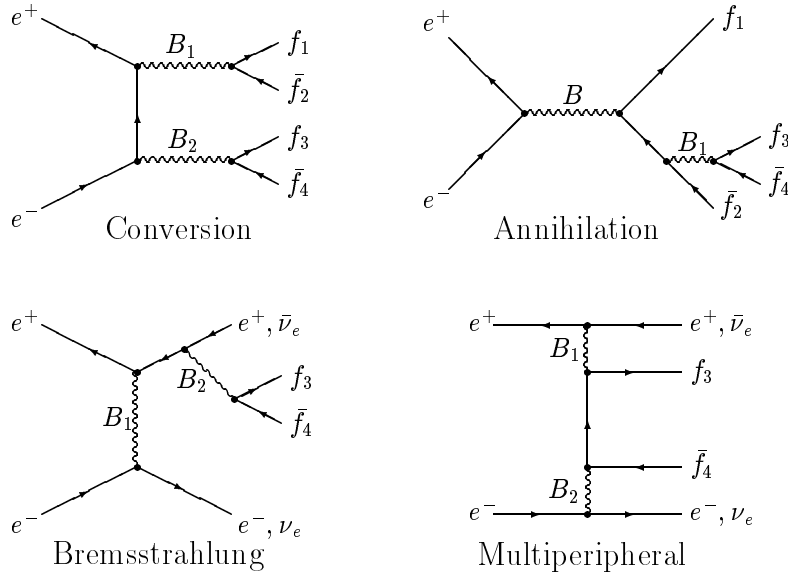 e⁺ B₁ f₁
f̄₂
B₂ f₃
e⁻ f̄₄
Conversion
e⁺ B f₁
B₁ f₃
f̄₄
e⁻ f̄₂
Annihilation
e⁺ e⁺, ν̄ₑ
B₂ f₃
B₁ f̄₄
e⁻ e⁻, νₑ
Bremsstrahlung
e⁺ e⁺, ν̄ₑ
B₁
f₃
f̄₄
B₂
e⁻ e⁻, νₑ
Multiperipheral